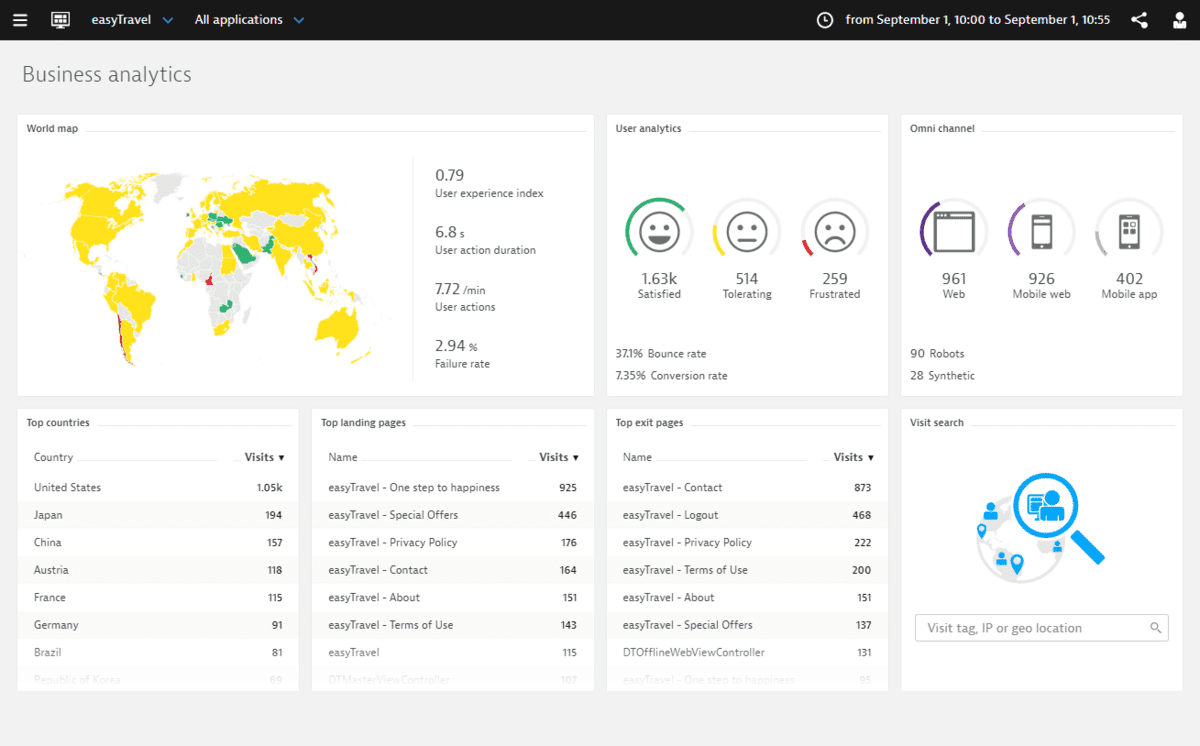 easyTravel All applications from September 1, 10:00 to September 1, 10:55
Business analytics
World map
0.79
User experience index
6.8 s
User action duration
7.72 /min
User actions
2.94 %
Failure rate
User analytics
1.63k 514 259
Satisfied Tolerating Frustrated
37.1% Bounce rate
7.35% Conversion rate
Omni channel
961 926 402
Web Mobile web Mobile app
90 Robots
28 Synthetic
Top countries
Country Visits ▼
United States 1.05k
Japan 194
China 157
Austria 118
France 115
Germany 91
Brazil 81
Republic of Korea 69
Top landing pages
Name Visits ▼
easyTravel - One step to happiness 925
easyTravel - Special Offers 446
easyTravel - Privacy Policy 176
easyTravel - Contact 164
easyTravel - About 151
easyTravel - Terms of Use 143
easyTravel 115
DTMasterViewController 107
Top exit pages
Name Visits ▼
easyTravel - Contact 873
easyTravel - Logout 468
easyTravel - Privacy Policy 222
easyTravel - Terms of Use 200
easyTravel - About 151
easyTravel - Special Offers 137
DTOfflineWebViewController 131
easyTravel - One step to happiness 95
Visit search
Visit tag, IP or geo location